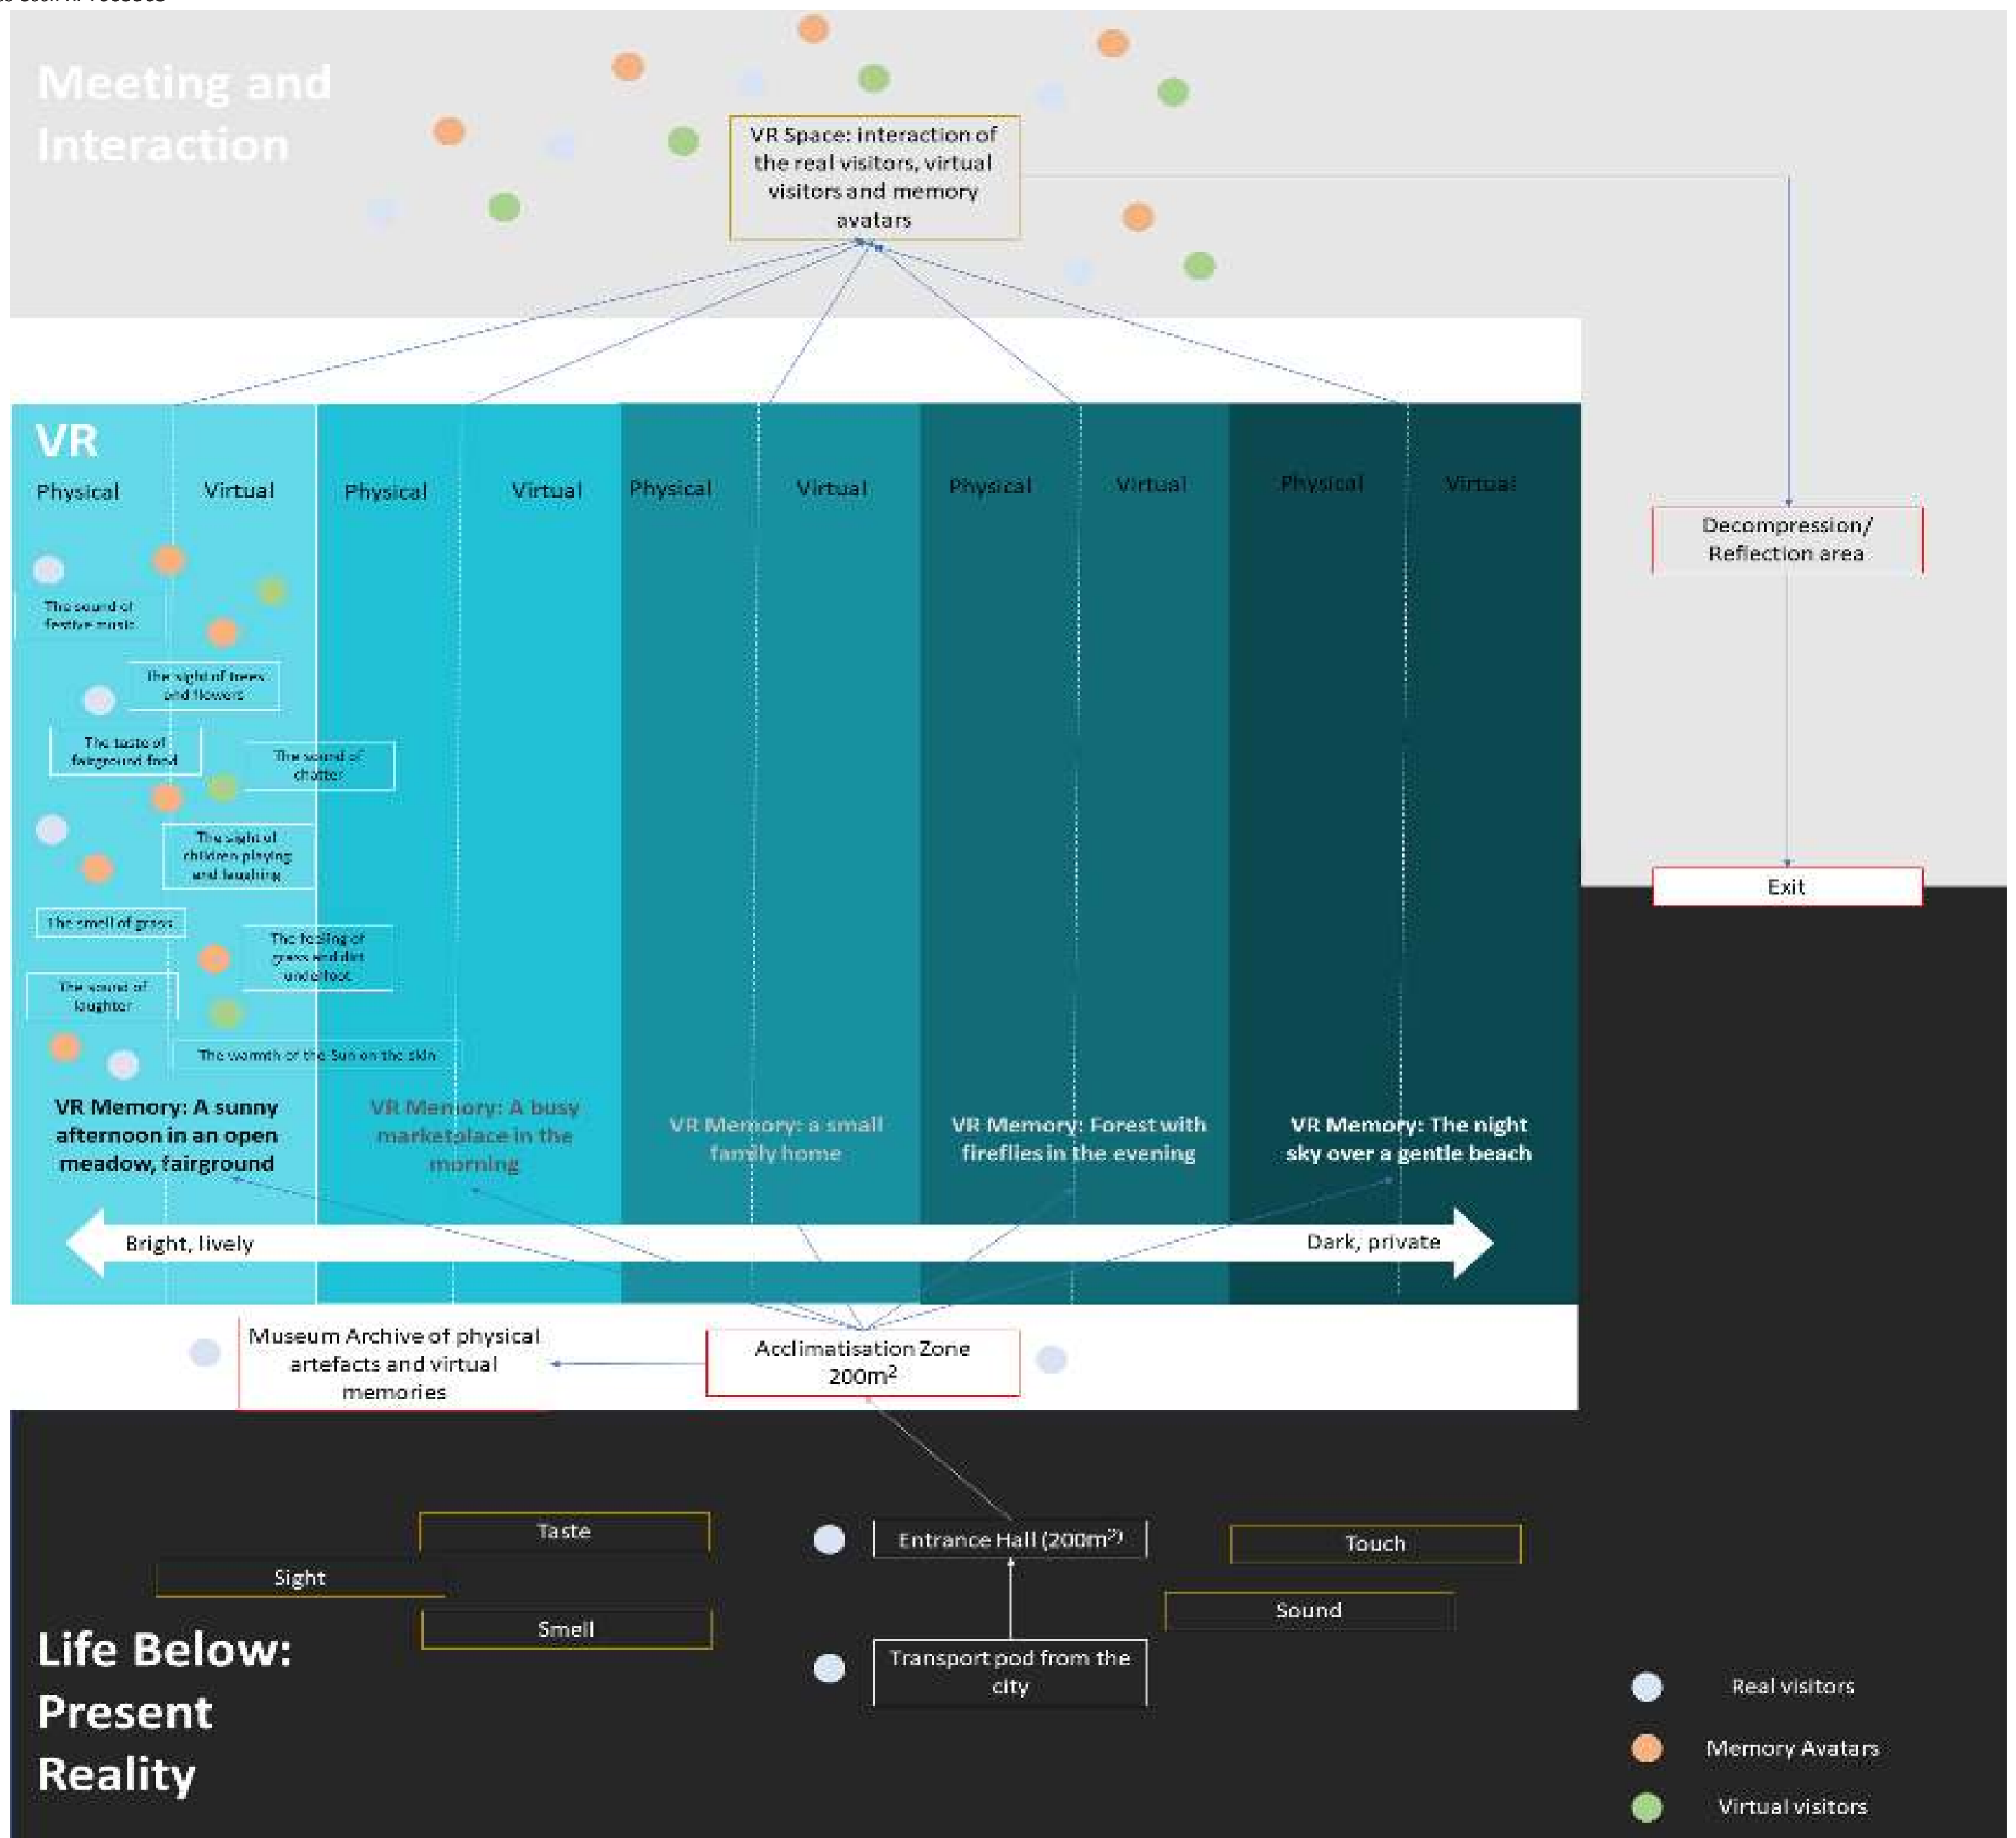 Meeting and
Interaction
VR Space: interaction of
the real visitors, virtual
visitors and memory
avatars
VR
Physical
Virtual
Physical
Virtual
Physical
Virtual
Physical
Virtual
Physical
Virtual
The sound of
festive music
The sight of trees
and flowers
The taste of
fairground food
The sound of
chatter
The sight of
children playing
and laughing
The smell of grass
The feeling of
grass and dirt
underfoot
The sound of
laughter
The warmth of the Sun on the skin
VR Memory: A sunny
afternoon in an open
meadow, fairground
VR Memory: A busy
marketplace in the
morning
VR Memory: a small
family home
VR Memory: Forest with
fireflies in the evening
VR Memory: The night
sky over a gentle beach
Bright, lively
Dark, private
Decompression/
Reflection area
Exit
Museum Archive of physical
artefacts and virtual
memories
Acclimatisation Zone
200m²
Taste
Sight
Smell
Entrance Hall (200m²)
Transport pod from the
city
Touch
Sound
Life Below:
Present
Reality
Real visitors
Memory Avatars
Virtual visitors